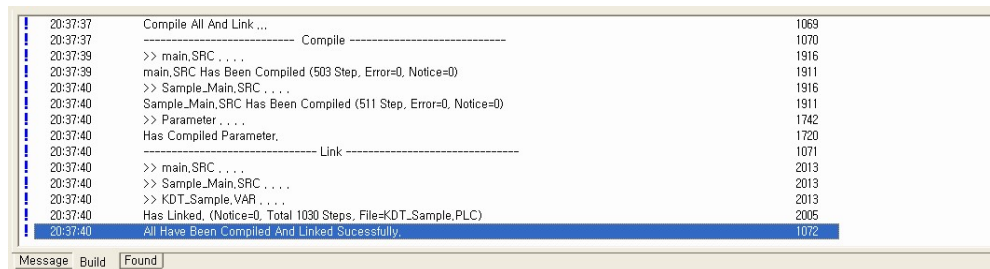 20:37:37 Compile All And Link ... 1069
20:37:37 --------------------------- Compile ---------------------------- 1070
20:37:39 >> main,SRC . . . . 1916
20:37:39 main,SRC Has Been Compiled (503 Step, Error=0, Notice=0) 1911
20:37:40 >> Sample_Main,SRC . . . . 1916
20:37:40 Sample_Main,SRC Has Been Compiled (511 Step, Error=0, Notice=0) 1911
20:37:40 >> Parameter . . . . 1742
20:37:40 Has Compiled Parameter, 1720
20:37:40 ------------------------------- Link ------------------------------- 1071
20:37:40 >> main,SRC . . . . 2013
20:37:40 >> Sample_Main,SRC . . . . 2013
20:37:40 >> KDT_Sample,VAR . . . . 2013
20:37:40 Has Linked, (Notice=0, Total 1030 Steps, File=KDT_Sample,PLC) 2005
20:37:40 All Have Been Compiled And Linked Sucessfully, 1072
Message Build Found